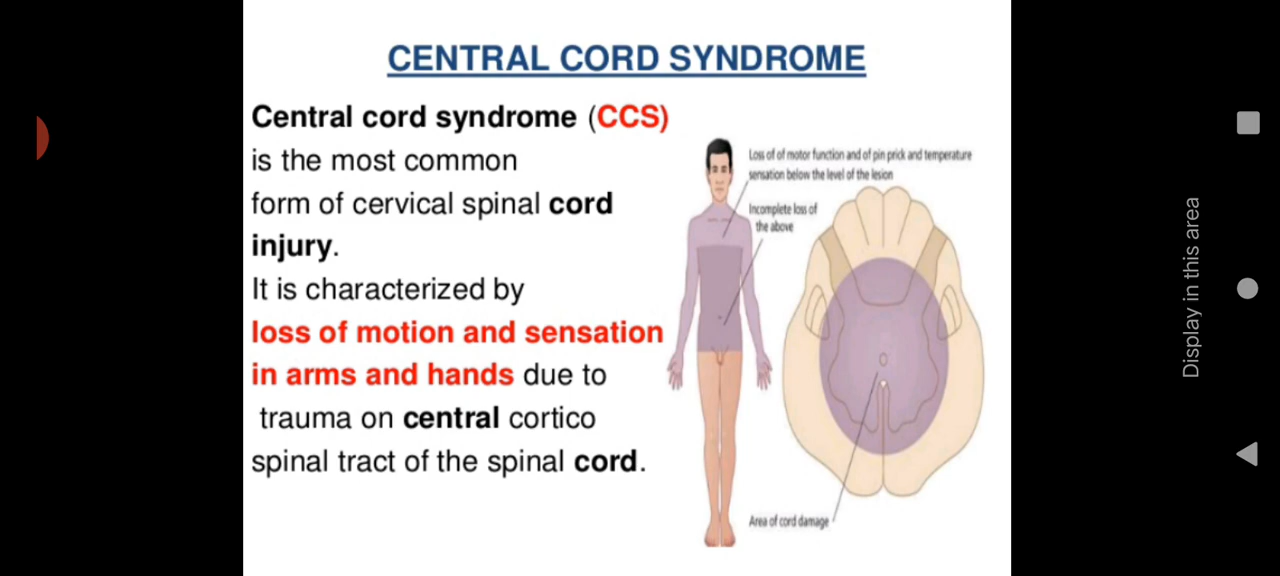 CENTRAL CORD SYNDROME
Central cord syndrome (CCS)
is the most common
form of cervical spinal cord
injury.
It is characterized by
loss of motion and sensation
in arms and hands due to
trauma on central cortico
spinal tract of the spinal cord.
Loss of of motor function and of pin prick and temperature
sensation below the level of the lesion
Incomplete loss of
the above
Area of cord damage
Display in this area